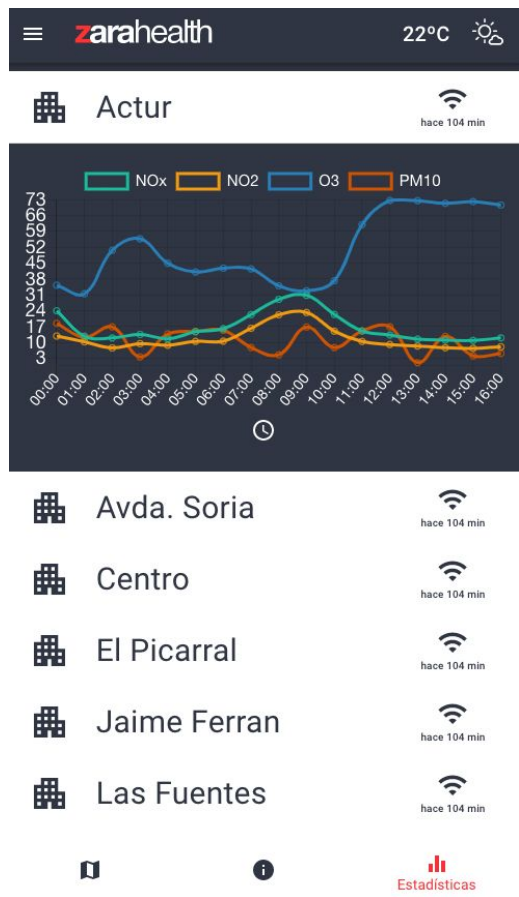 zarahealth 22ºC
Actur
hace 104 min
NOx NO2 O3 PM10
73
66
59
52
45
38
31
24
17
10
3
00:00 01:00 02:00 03:00 04:00 05:00 06:00 07:00 08:00 09:00 10:00 11:00 12:00 13:00 14:00 15:00 16:00
Avda. Soria
hace 104 min
Centro
hace 104 min
El Picarral
hace 104 min
Jaime Ferran
hace 104 min
Las Fuentes
hace 104 min
Estadísticas